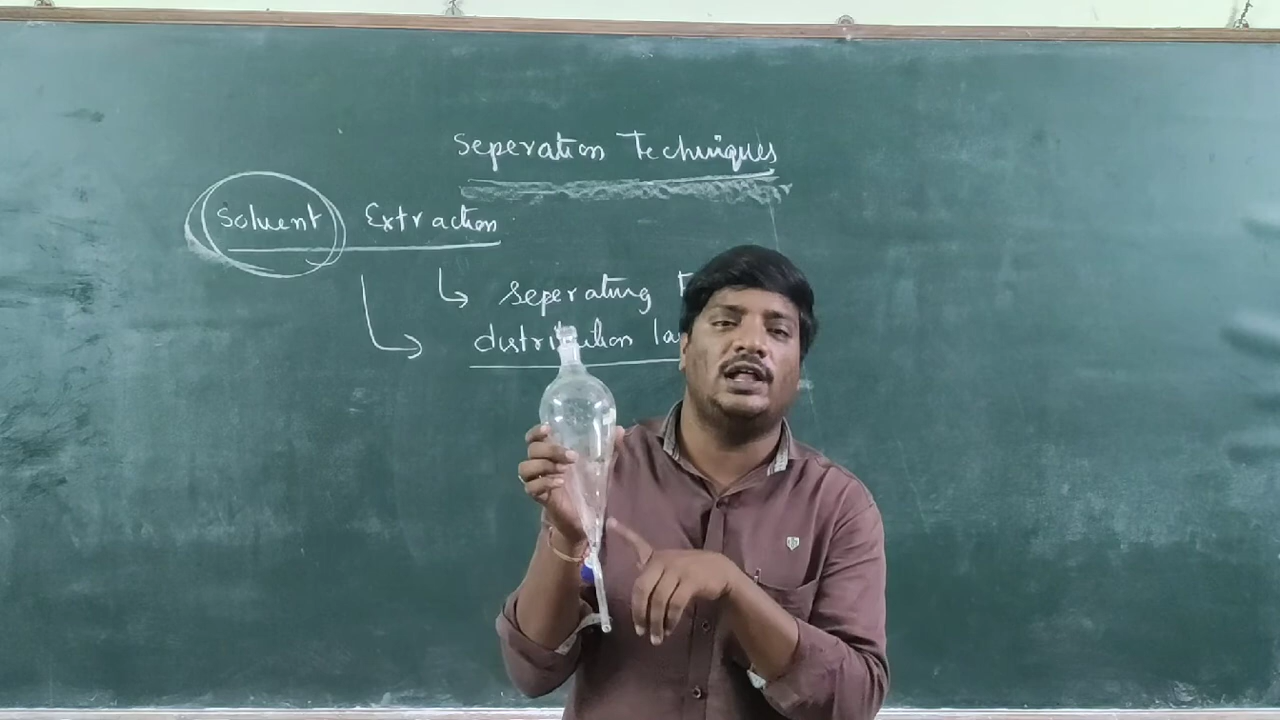 Seperation Techniques
Solvent Extraction
seperating
distribution